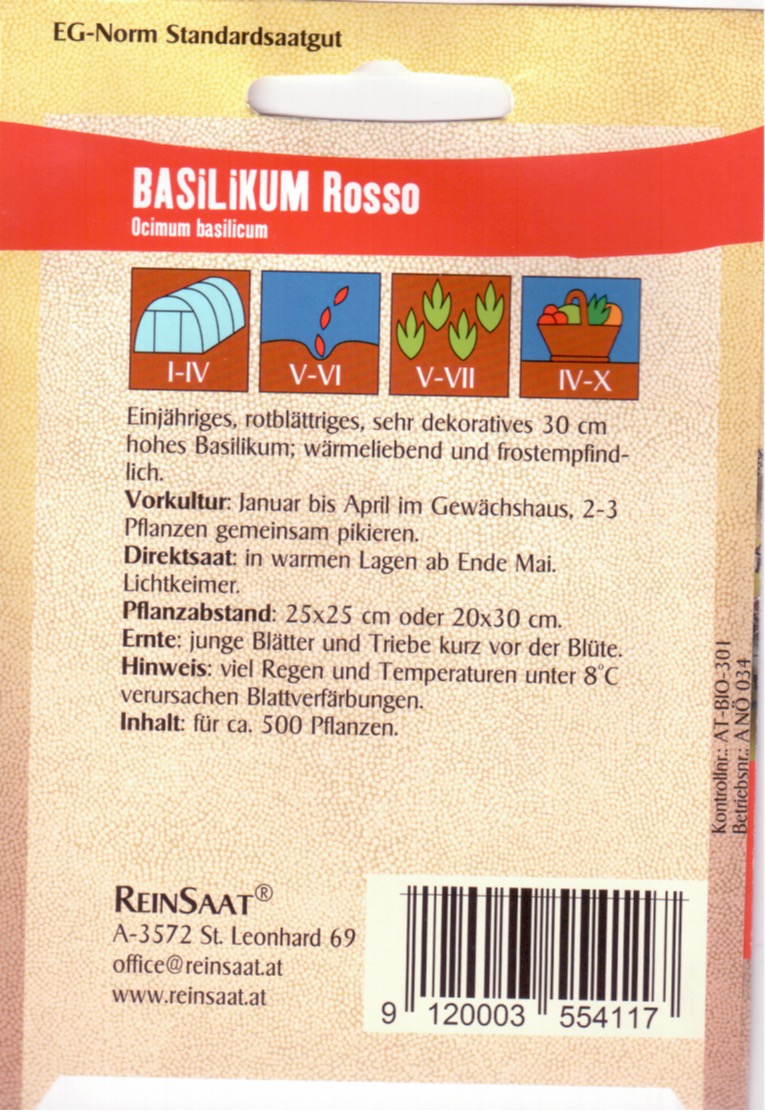 EG-Norm Standardsaatgut
BASiLiKUM Rosso
Ocimum basilicum
I-IV
V-VI
V-VII
IV-X
Einjähriges, rotblättriges, sehr dekoratives 30 cm
hohes Basilikum; wärmeliebend und frostempfind-
lich.
Vorkultur: Januar bis April im Gewächshaus, 2-3
Pflanzen gemeinsam pikieren.
Direktsaat: in warmen Lagen ab Ende Mai.
Lichtkeimer.
Pflanzabstand: 25x25 cm oder 20x30 cm.
Ernte: junge Blätter und Triebe kurz vor der Blüte.
Hinweis: viel Regen und Temperaturen unter 8°C
verursachen Blattverfärbungen.
Inhalt: für ca. 500 Pflanzen.
Kontrollnr.: AT-BIO-301
Betriebsnr.: A NÖ 034
REINSAAT®
A-3572 St. Leonhard 69
office@reinsaat.at
www.reinsaat.at
9 120003 554117